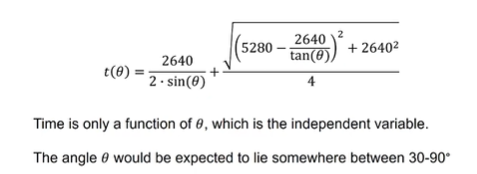 t(θ) = 2640 / (2 · sin(θ)) + √((5280 − 2640 / tan(θ))² + 2640²) / 4
Time is only a function of θ, which is the independent variable.
The angle θ would be expected to lie somewhere between 30-90°